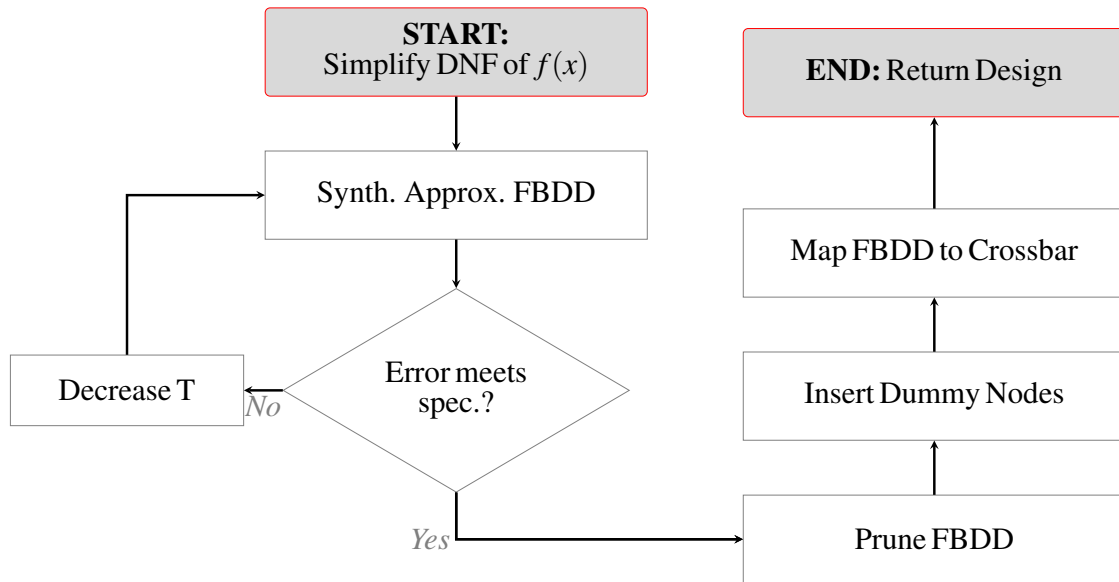 START:
Simplify DNF of f(x)
Synth. Approx. FBDD
Error meets
spec.?
No
Decrease T
Yes
Prune FBDD
Insert Dummy Nodes
Map FBDD to Crossbar
END: Return Design